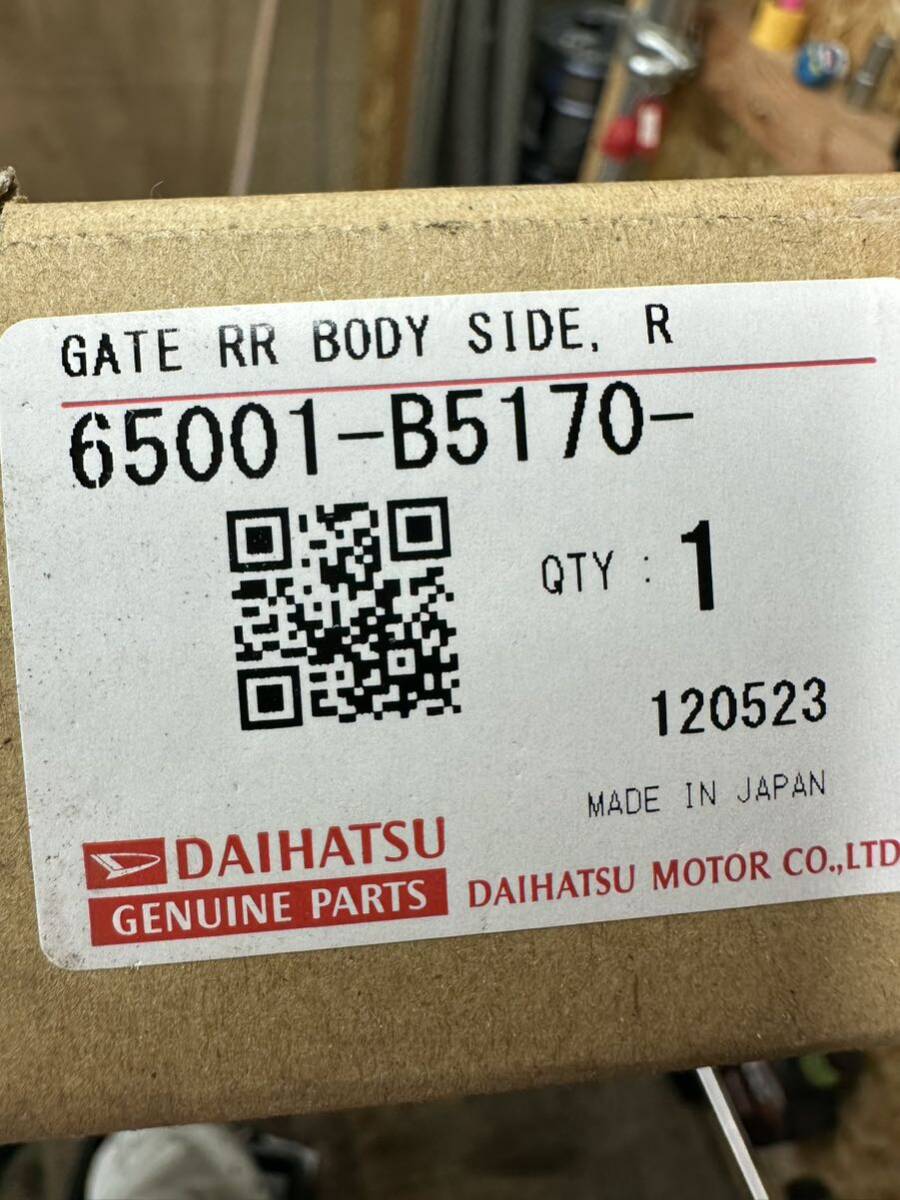 GATE RR BODY SIDE, R
65001-B5170-
QTY : 1
120523
MADE IN JAPAN
DAIHATSU
GENUINE PARTS
DAIHATSU MOTOR CO.,LTD